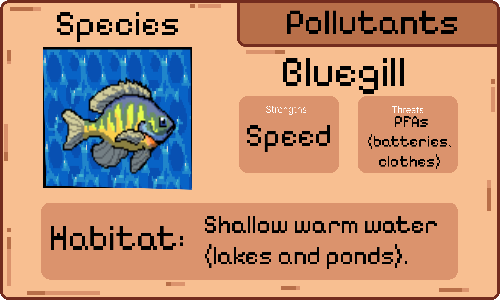 Species
Pollutants
Bluegill
Strengths
Speed
Threats
PFAs
(batteries,
clothes)
Habitat:
Shallow warm water
(lakes and ponds).